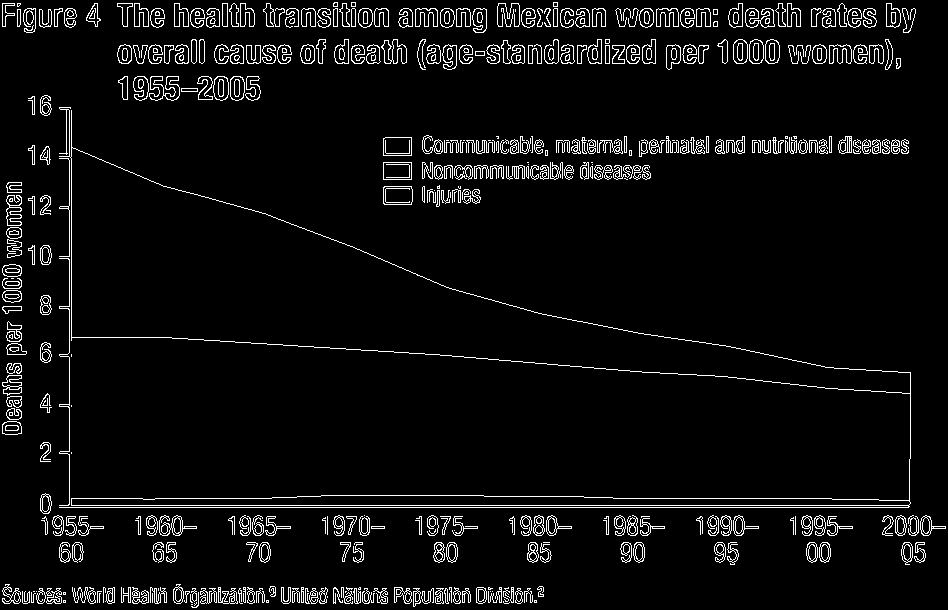 Figure 4 The health transition among Mexican women: death rates by
overall cause of death (age-standardized per 1000 women),
1955–2005
16
14
12
10
8
6
4
2
0
Deaths per 1000 women
Communicable, maternal, perinatal and nutritional diseases
Noncommunicable diseases
Injuries
1955– 1960– 1965– 1970– 1975– 1980– 1985– 1990– 1995– 2000–
60 65 70 75 80 85 90 95 00 05
Sources: World Health Organization.³ United Nations Population Division.²